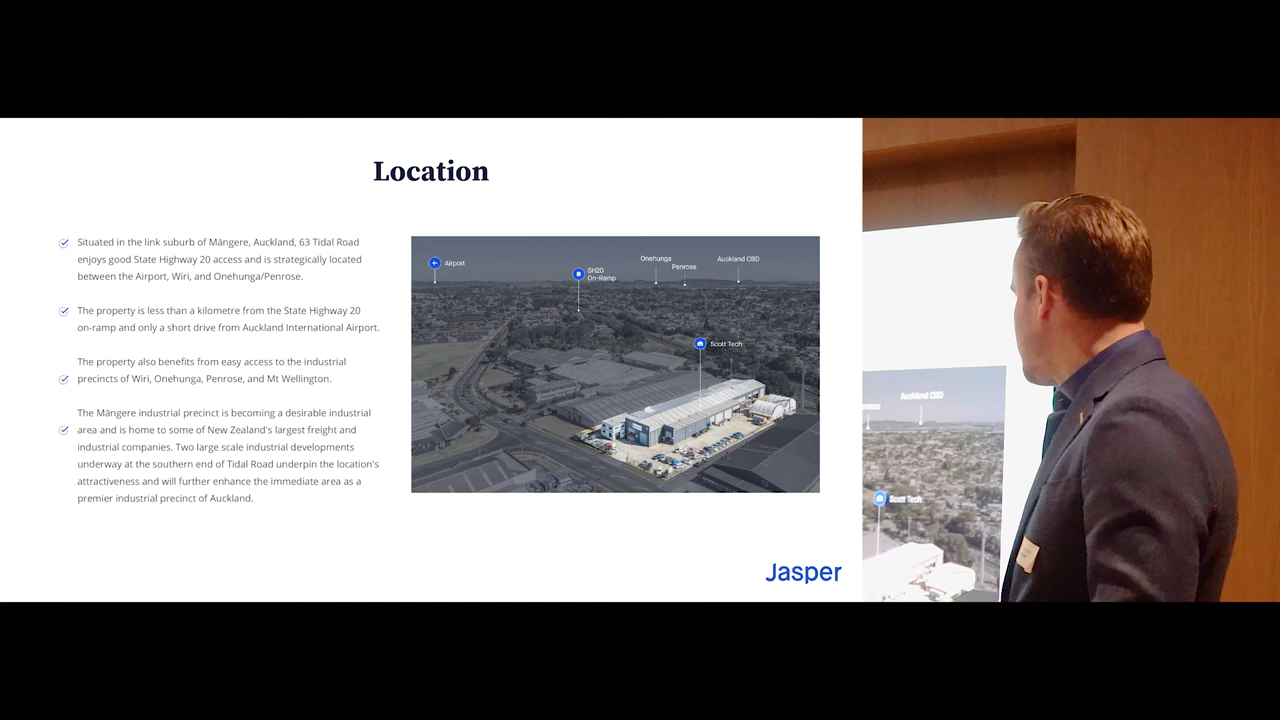 Location
Situated in the link suburb of Māngere, Auckland, 63 Tidal Road
enjoys good State Highway 20 access and is strategically located
between the Airport, Wiri, and Onehunga/Penrose.
The property is less than a kilometre from the State Highway 20
on-ramp and only a short drive from Auckland International Airport.
The property also benefits from easy access to the industrial
precincts of Wiri, Onehunga, Penrose, and Mt Wellington.
The Māngere industrial precinct is becoming a desirable industrial
area and is home to some of New Zealand's largest freight and
industrial companies. Two large scale industrial developments
underway at the southern end of Tidal Road underpin the location's
attractiveness and will further enhance the immediate area as a
premier industrial precinct of Auckland.
Airport
SH20
On-Ramp
Onehunga
Penrose
Auckland CBD
Scott Tech
Jasper
Auckland CBD
Scott Tech